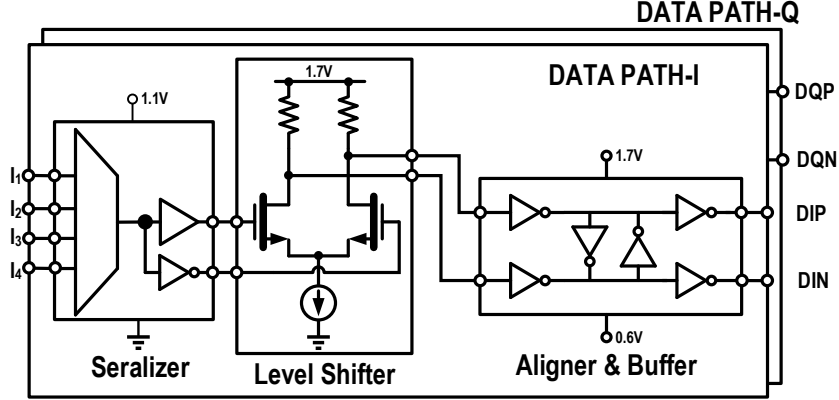 DATA PATH-Q
DATA PATH-I
1.7V
1.1V
DQP
DQN
1.7V
I1
I2
I3
I4
DIP
DIN
0.6V
Seralizer
Level Shifter
Aligner & Buffer